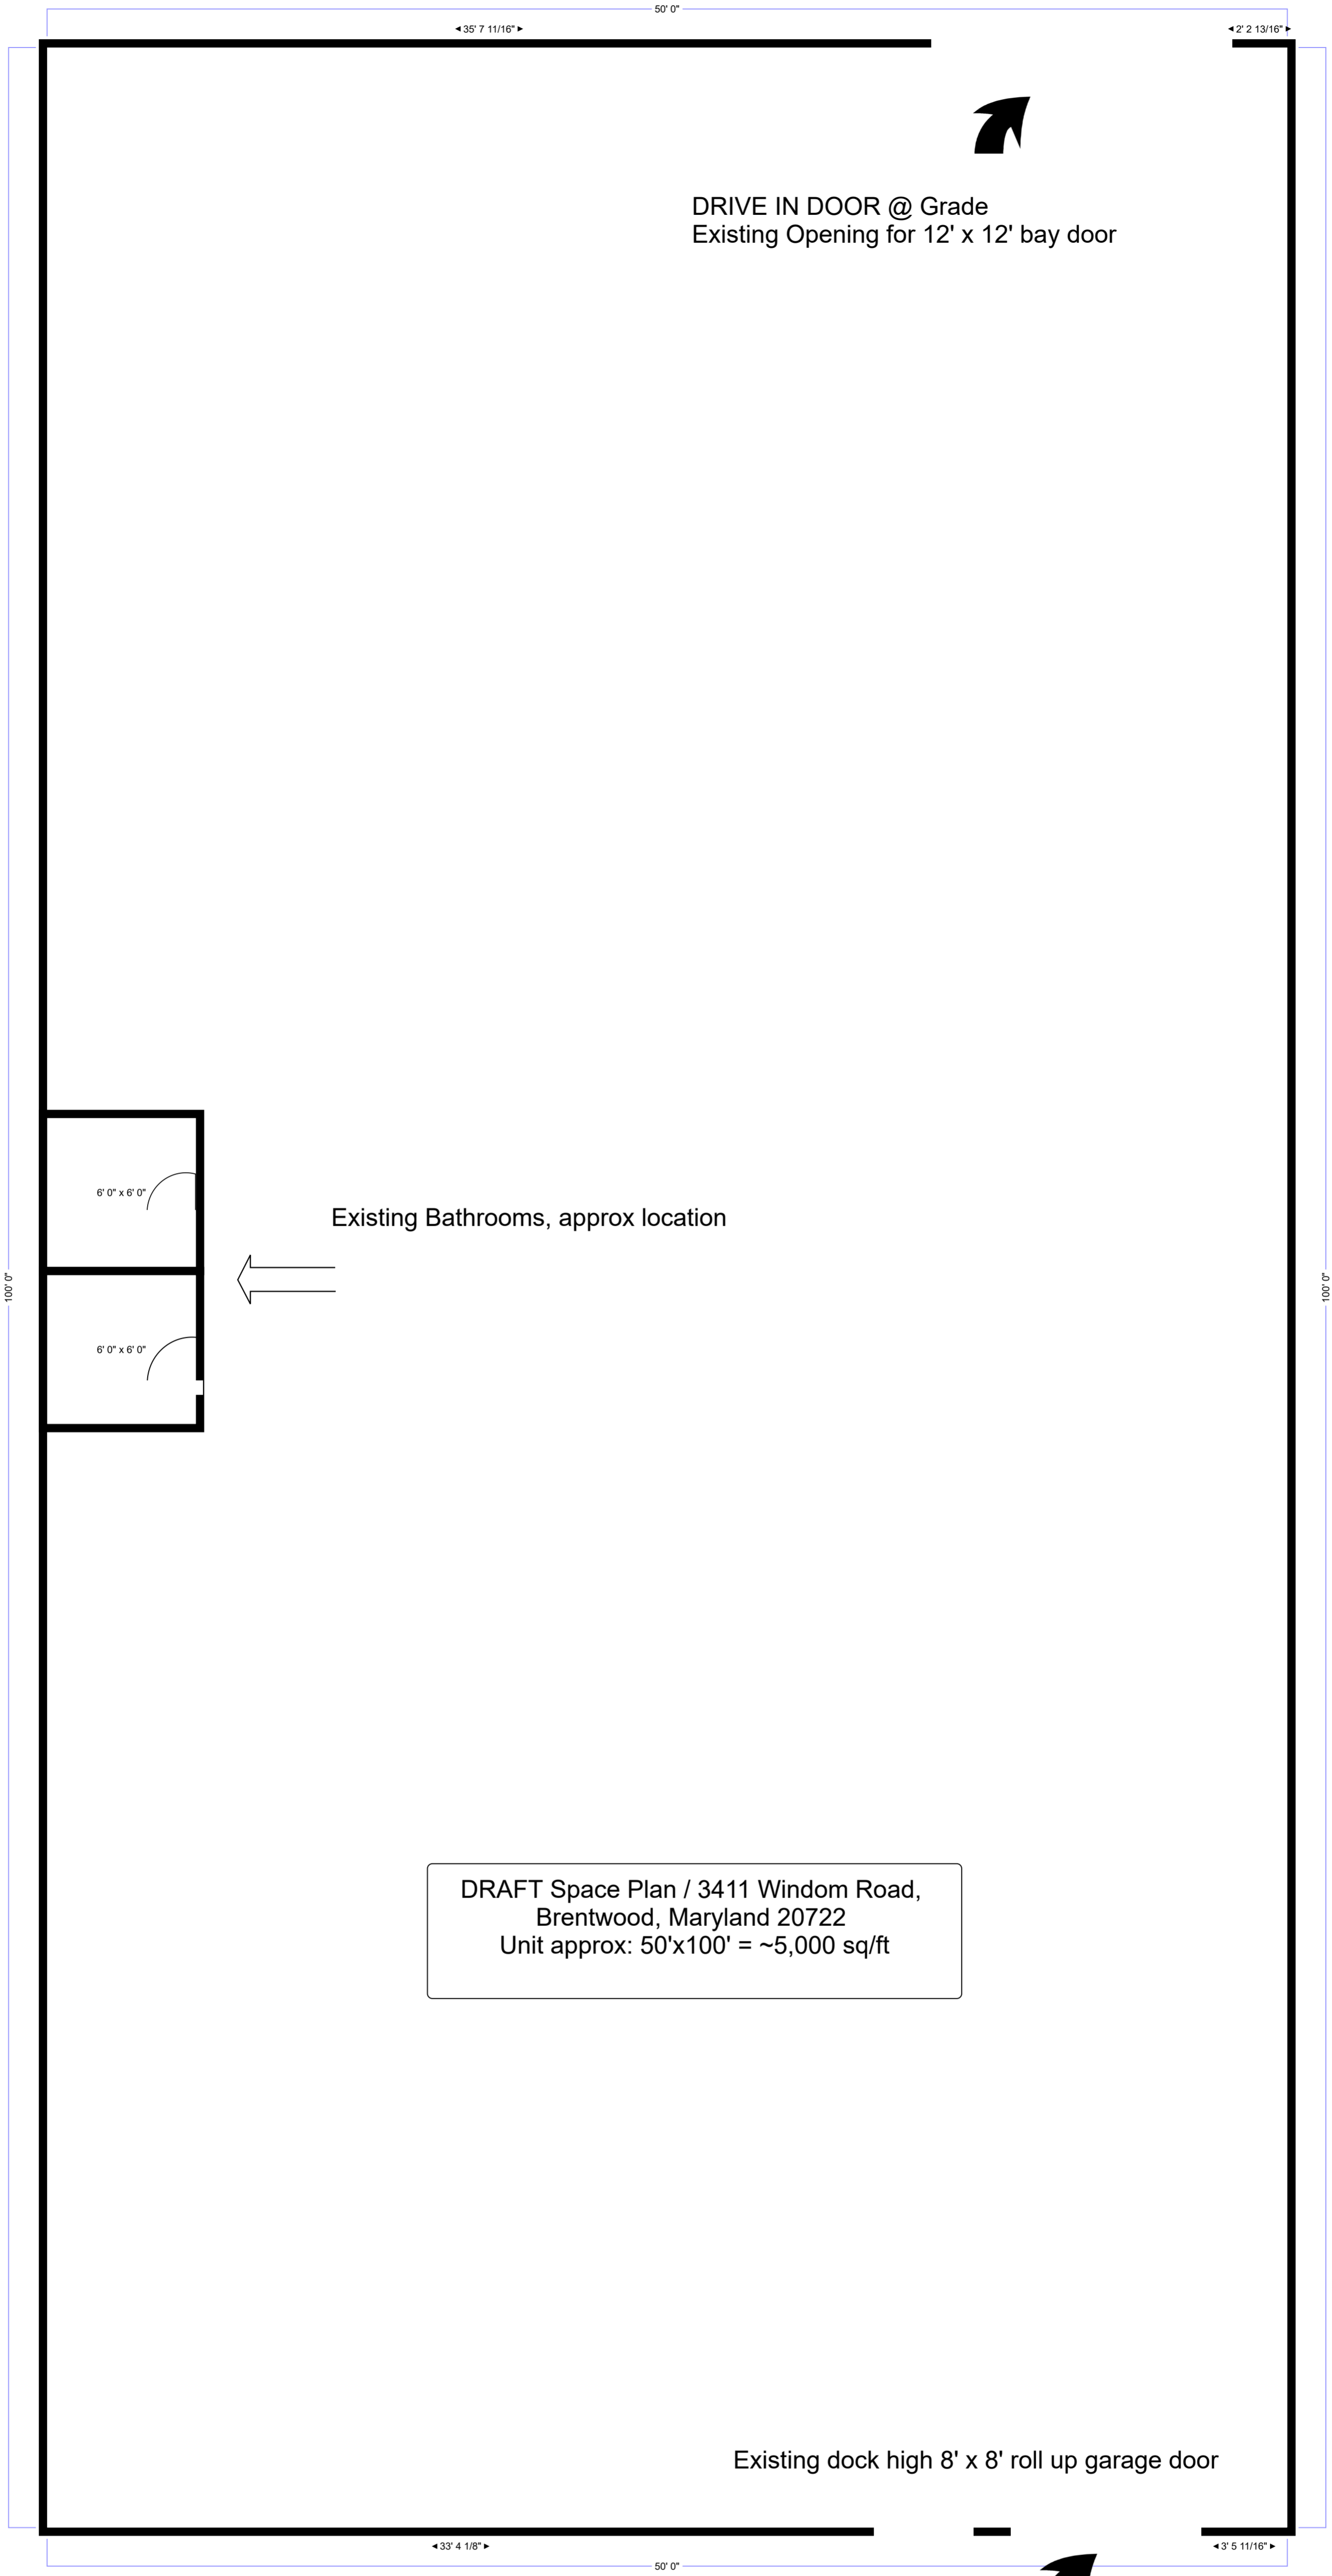 50' 0"
35' 7 11/16"
2' 2 13/16"
DRIVE IN DOOR @ Grade
Existing Opening for 12' x 12' bay door
6' 0" x 6' 0"
Existing Bathrooms, approx location
100' 0"
100' 0"
6' 0" x 6' 0"
DRAFT Space Plan / 3411 Windom Road,
Brentwood, Maryland 20722
Unit approx: 50'x100' = ~5,000 sq/ft
Existing dock high 8' x 8' roll up garage door
33' 4 1/8"
3' 5 11/16"
50' 0"